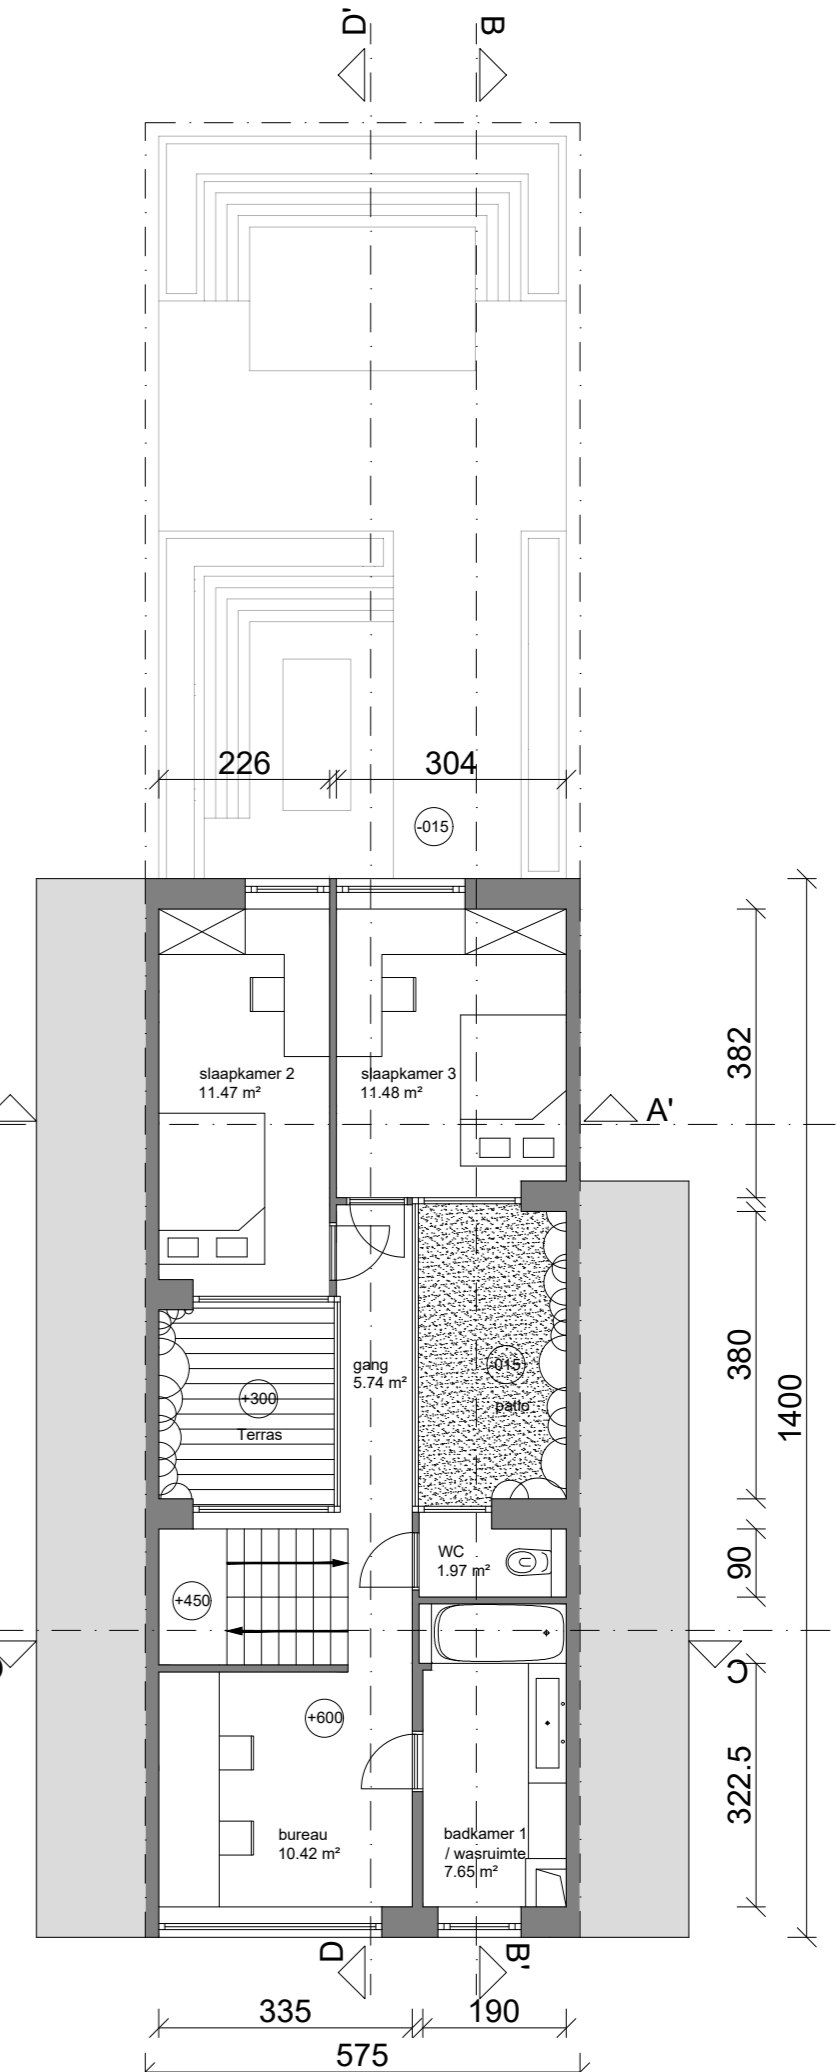 D'
B
226
304
-015
382
slaapkamer 2
11.47 m²
slaapkamer 3
11.48 m²
A'
380
1400
gang
5.74 m²
-015
patio
+300
Terras
WC
1.97 m²
90
+450
C
+600
322.5
bureau
10.42 m²
badkamer 1
/ wasruimte
7.65 m²
D
B'
335
190
575